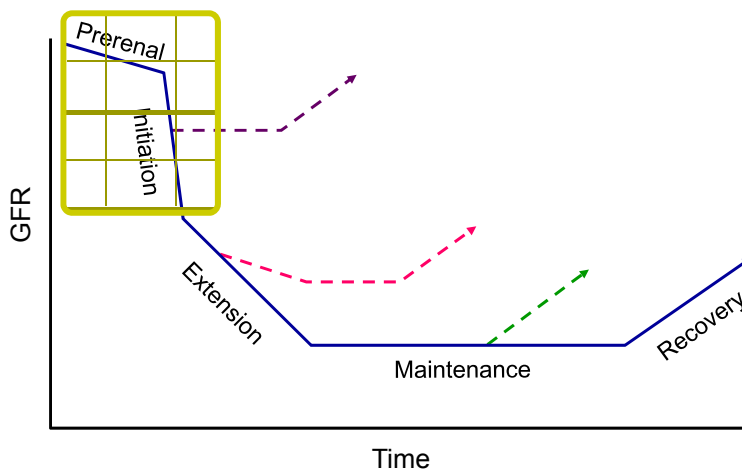 Prerenal
Initiation
Extension
Maintenance
Recovery
GFR
Time